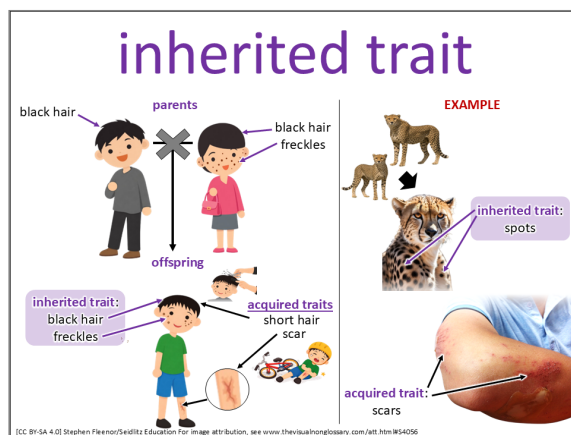 inherited trait
parents
black hair
black hair
freckles
offspring
inherited trait:
black hair
freckles
acquired traits
short hair
scar
EXAMPLE
inherited trait:
spots
acquired trait:
scars
[CC BY-SA 4.0] Stephen Fleenor/Seidlitz Education For image attribution, see www.thevisualnonglossary.com/att.html#S4056